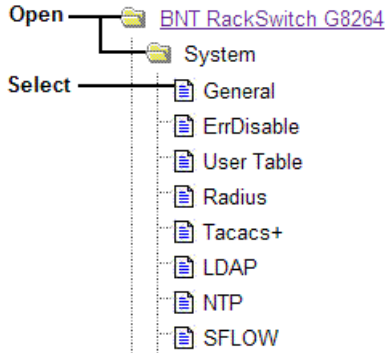 Open BNT RackSwitch G8264
System
Select General
ErrDisable
User Table
Radius
Tacacs+
LDAP
NTP
SFLOW